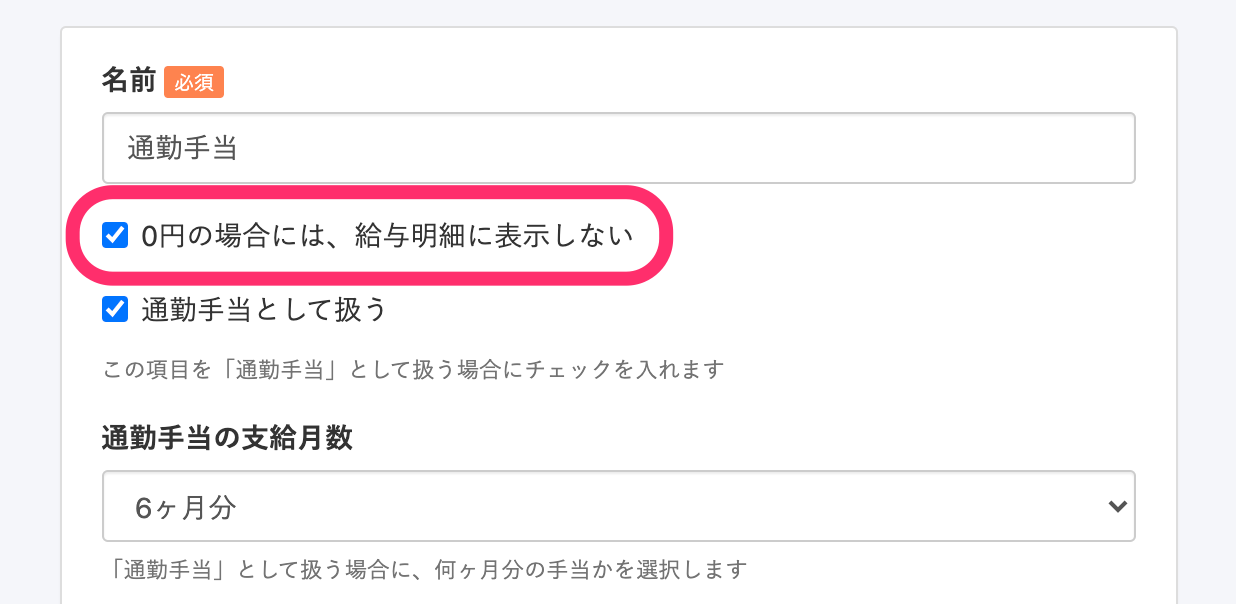 名前 必須
通勤手当
0円の場合には、給与明細に表示しない
通勤手当として扱う
この項目を「通勤手当」として扱う場合にチェックを入れます
通勤手当の支給月数
6ヶ月分
「通勤手当」として扱う場合に、何ヶ月分の手当かを選択します